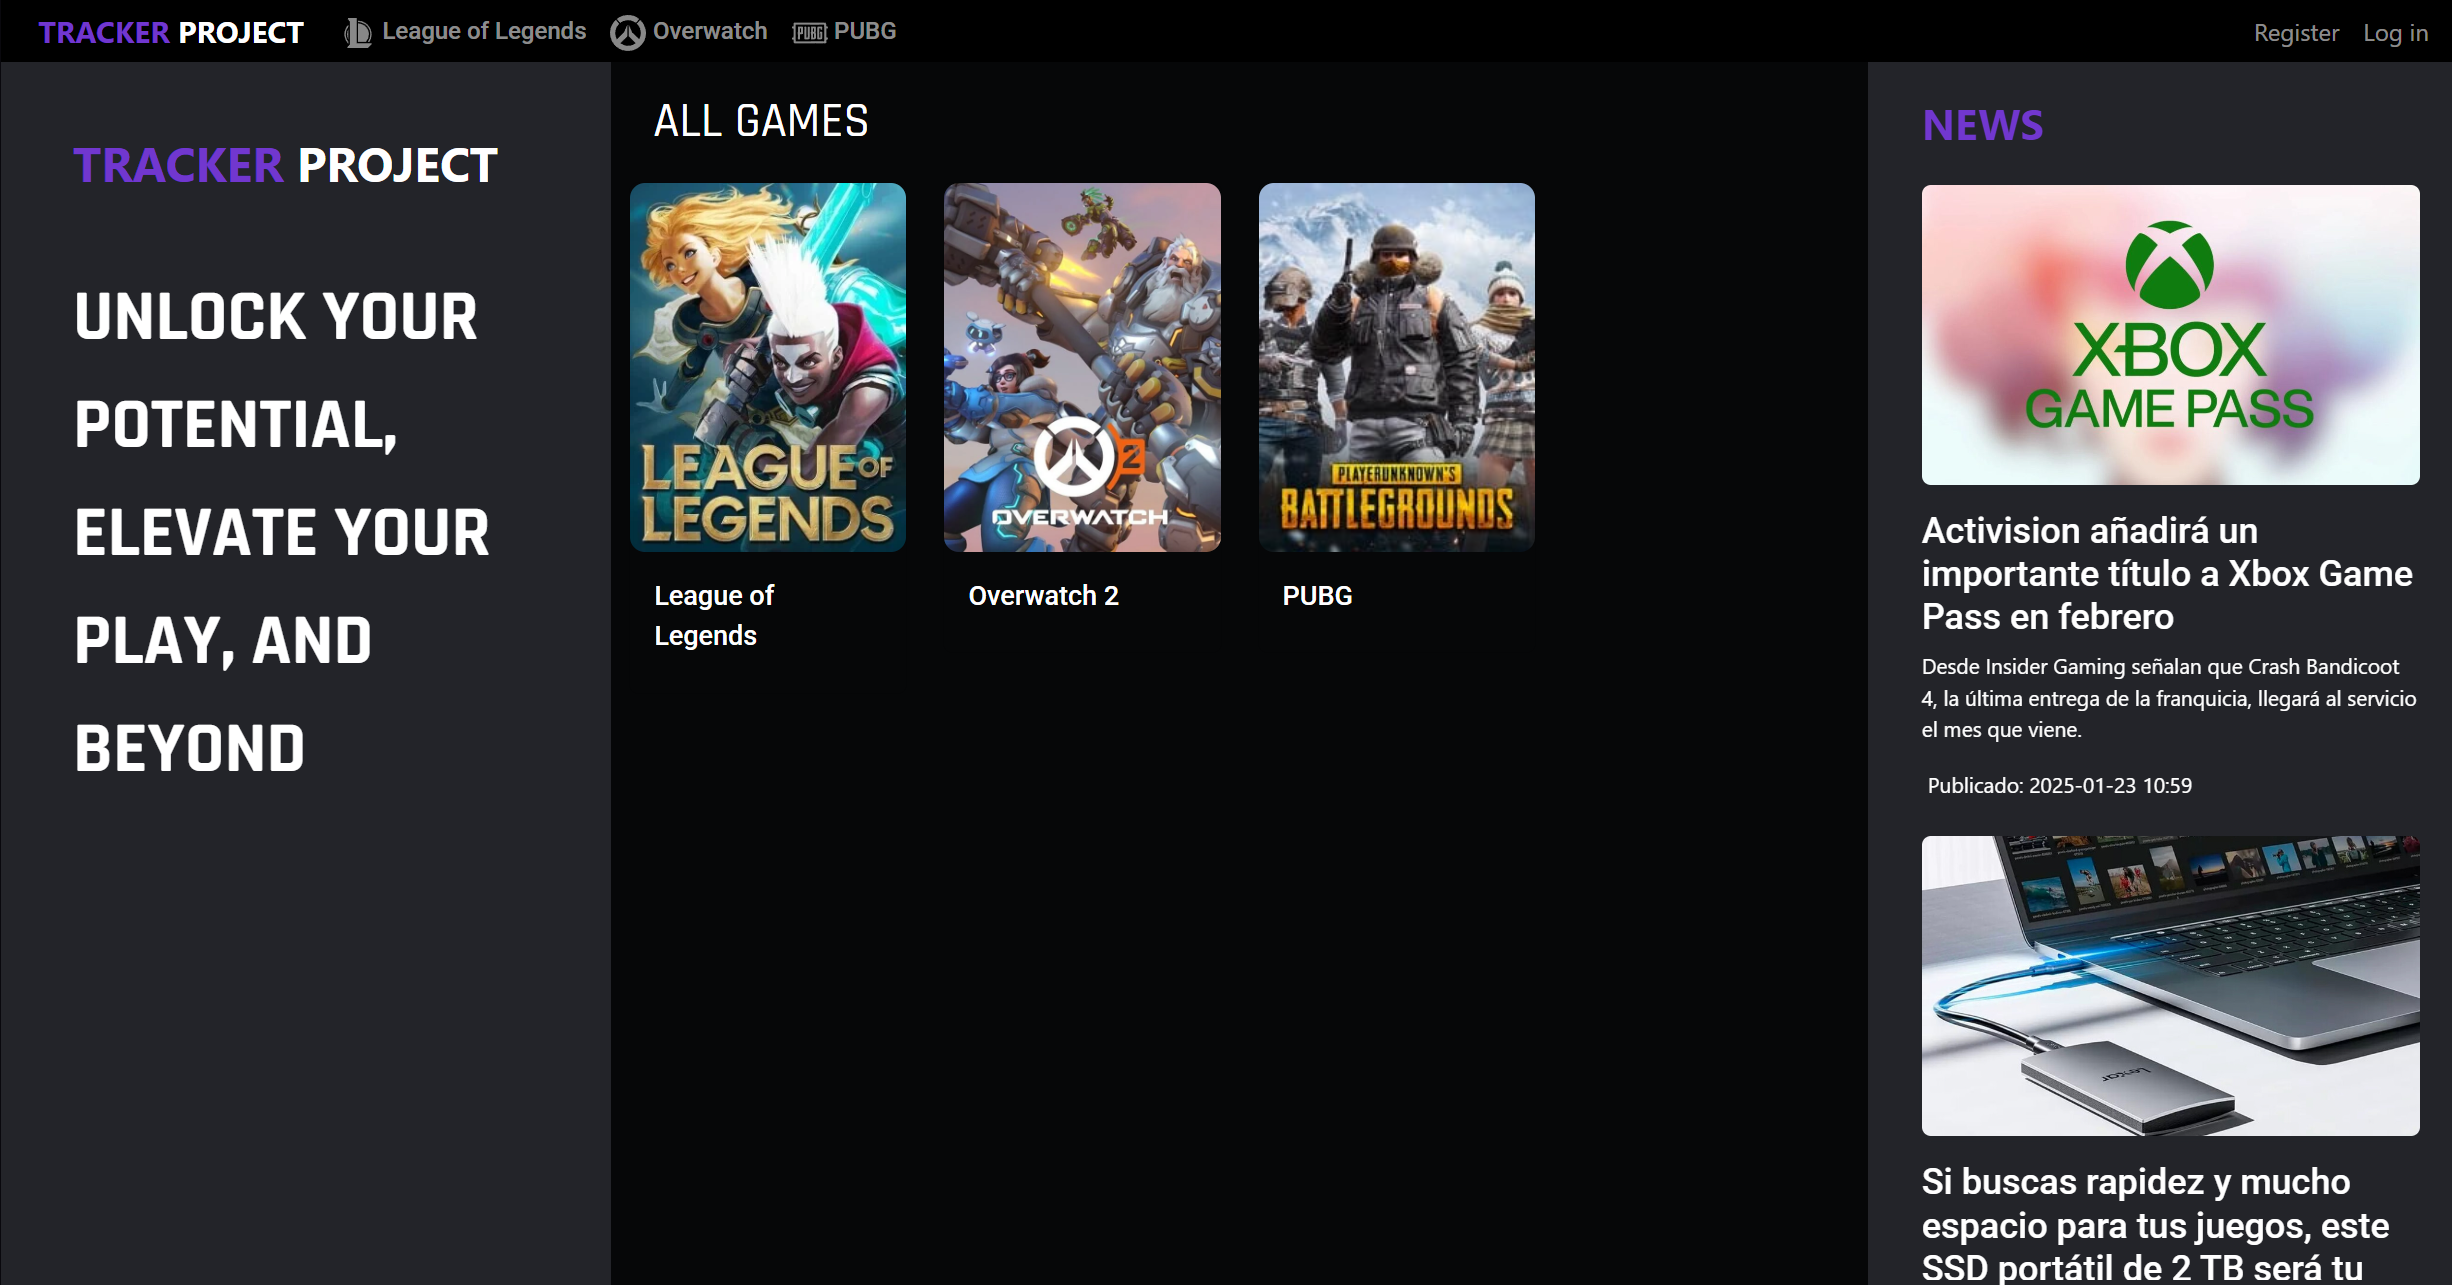 TRACKER PROJECT
League of Legends
Overwatch
PUBG
PUBG
Register
Log in
TRACKER PROJECT
UNLOCK YOUR
POTENTIAL,
ELEVATE YOUR
PLAY, AND
BEYOND
ALL GAMES
LEAGUE OF
LEGENDS
2
OVERWATCH
PLAYERUNKNOWN'S
BATTLEGROUNDS
League of
Legends
Overwatch 2
PUBG
NEWS
XBOX
GAME PASS
Activision añadirá un
importante título a Xbox Game
Pass en febrero
Desde Insider Gaming señalan que Crash Bandicoot
4, la última entrega de la franquicia, llegará al servicio
el mes que viene.
Publicado: 2025-01-23 10:59
Lexar
Si buscas rapidez y mucho
espacio para tus juegos, este
SSD portátil de 2 TB será tu